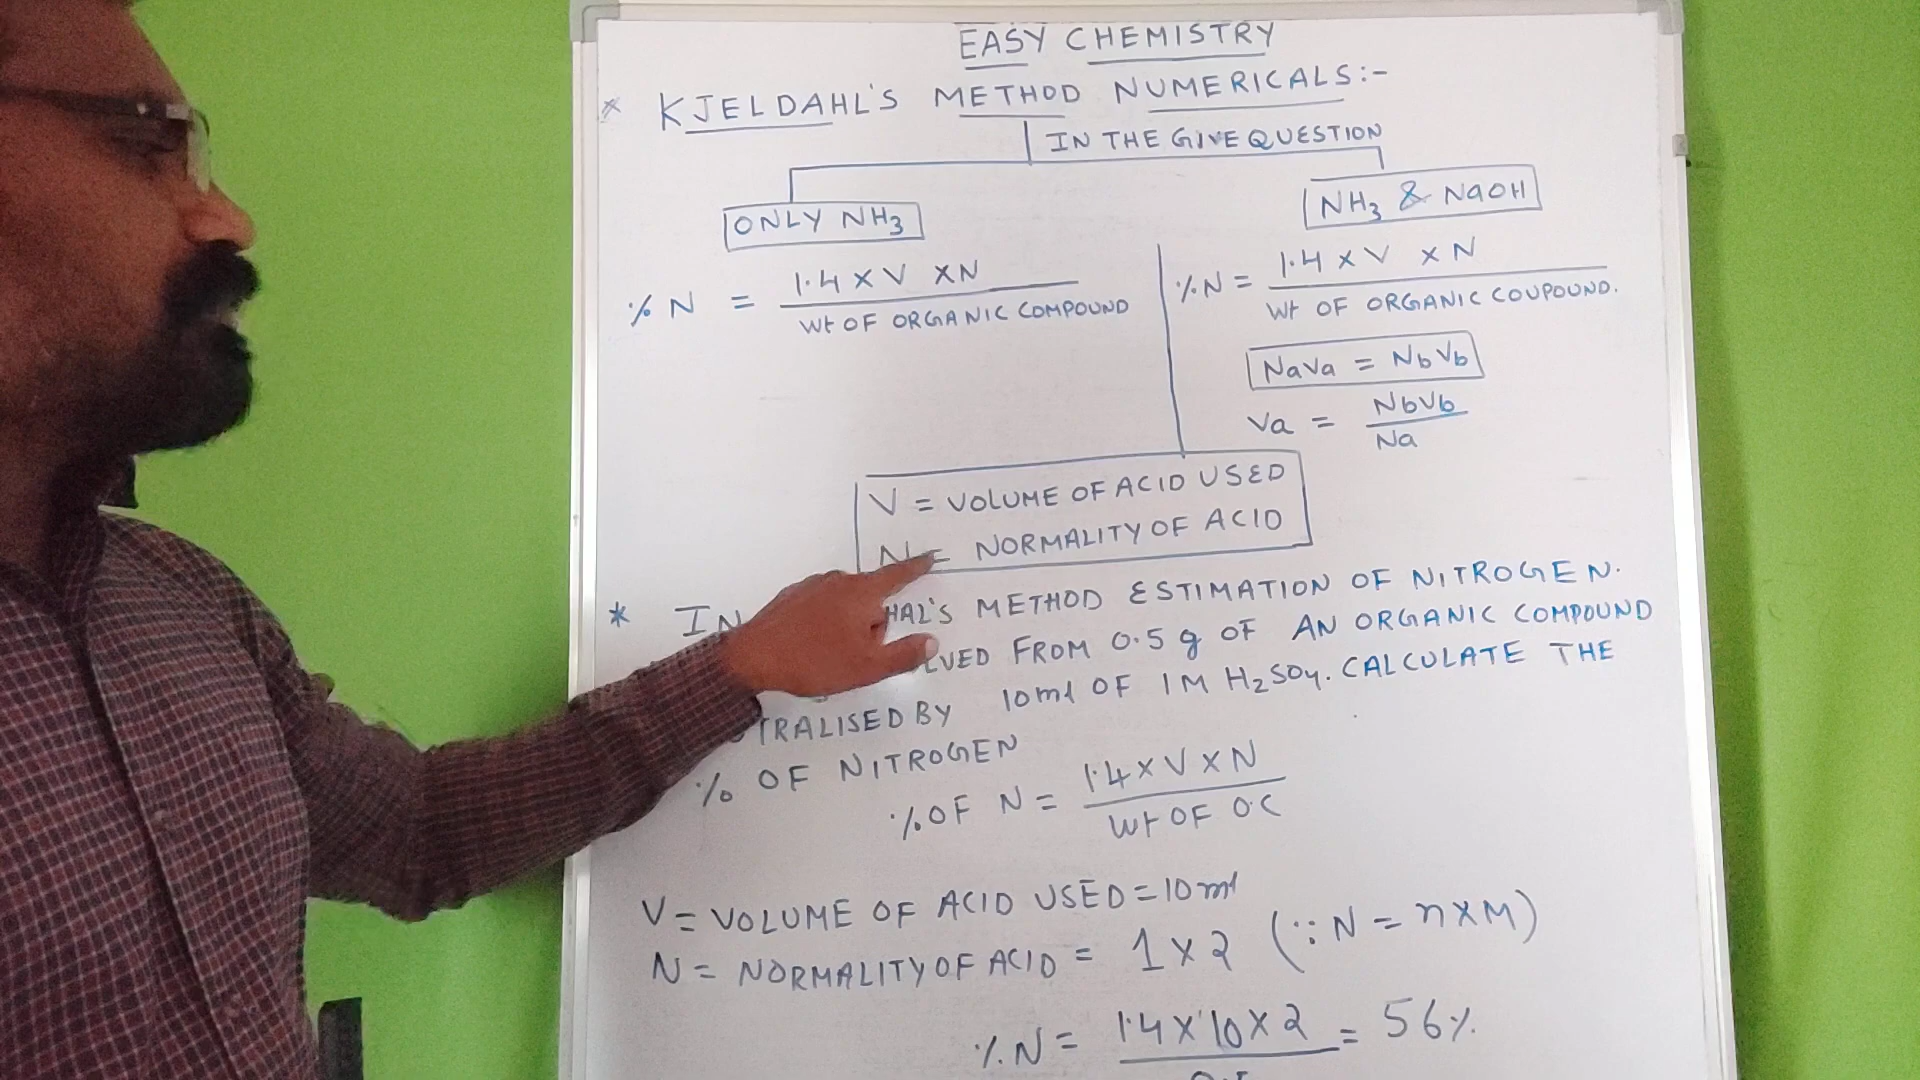 EASY CHEMISTRY
* KJELDAHL'S METHOD NUMERICALS:-
IN THE GIVE QUESTION
ONLY NH3
NH3 & NaOH
% N = 1.4 X V X N
Wt OF ORGANIC COMPOUND
% N = 1.4 X V X N
Wt OF ORGANIC COUPOUND.
NaVa = NbVb
Va = NbVb
Na
V = VOLUME OF ACID USED
N = NORMALITY OF ACID
* IN HAL'S METHOD ESTIMATION OF NITROGEN.
LVED FROM 0.5 g OF AN ORGANIC COMPOUND
TRALISED BY 10ml OF 1M H2SO4. CALCULATE THE
% OF NITROGEN
% OF N = 1.4 X V X N
Wt OF O.C
V = VOLUME OF ACID USED = 10ml
N = NORMALITY OF ACID = 1 X 2 (∵ N = n X M)
% N = 1.4 X 10 X 2 = 56%